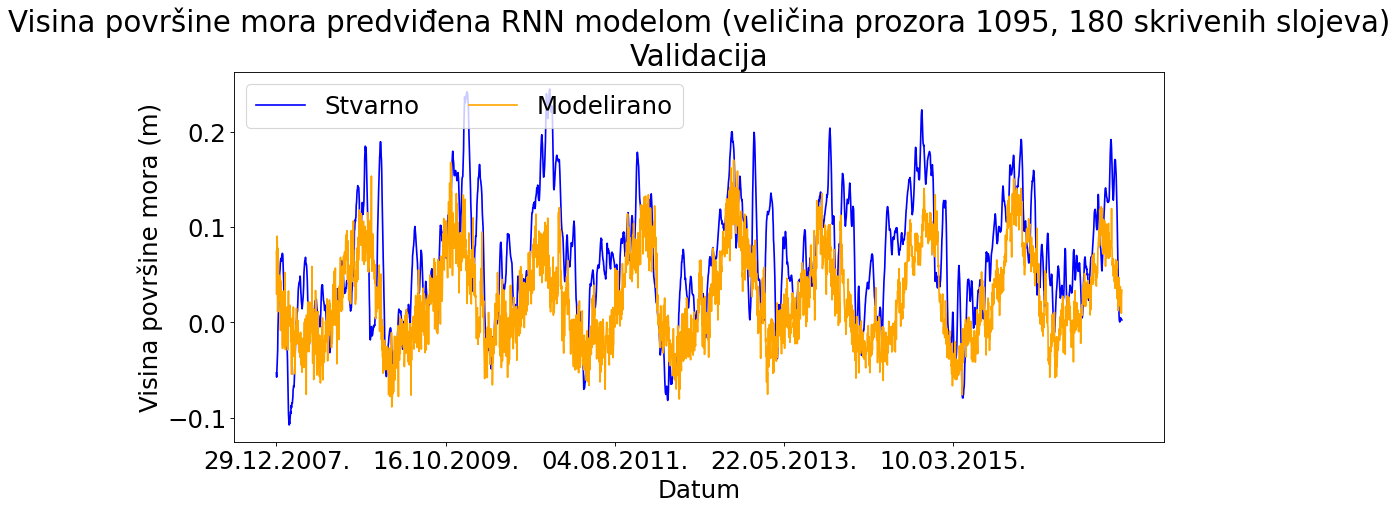 Visina površine mora predviđena RNN modelom (veličina prozora 1095, 180 skrivenih slojeva)
Validacija
Stvarno Modelirano
Visina površine mora (m)
0.2
0.1
0.0
−0.1
29.12.2007. 16.10.2009. 04.08.2011. 22.05.2013. 10.03.2015.
Datum